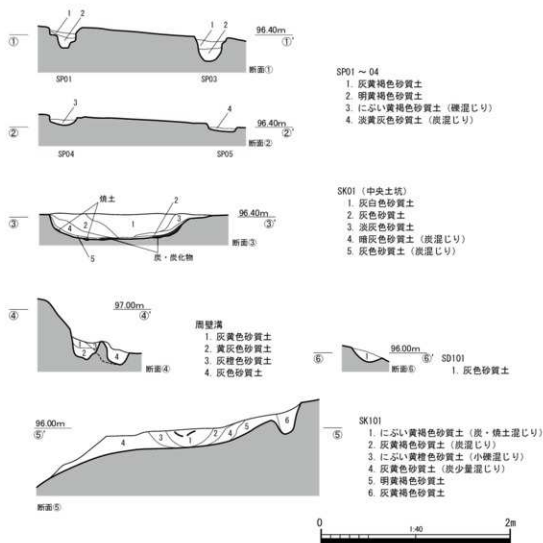 1 2 1 2
① 96.40m ①'
SP01 SP03 断面①
SP01 ～ 04
1. 灰黄褐色砂質土
2. 明黄褐色砂質土
3. にぶい黄褐色砂質土（礫混じり）
4. 淡黄灰色砂質土（炭混じり）
3 4
② 96.40m ②'
SP04 SP05 断面②
焼土 2
③ 4 2 1 3 96.40m ③'
5 炭・炭化物 断面③
SK01（中央土坑）
1. 灰白色砂質土
2. 灰色砂質土
3. 淡灰色砂質土
4. 暗灰色砂質土（炭混じり）
5. 灰色砂質土（炭混じり）
④ 97.00m ④'
1 2 4
断面④
周壁溝
1. 灰黄色砂質土
2. 黄灰色砂質土
3. 灰橙色砂質土
4. 灰色砂質土
⑥ 96.00m ⑥'
1
断面⑥
SD101
1. 灰色砂質土
96.00m
⑤' 4 3 1 2 4 5 6 ⑤
断面⑤
SK101
1. にぶい黄褐色砂質土（炭・焼土混じり）
2. 灰黄褐色砂質土（炭混じり）
3. にぶい黄橙色砂質土（小礫混じり）
4. 灰黄色砂質土（炭少量混じり）
5. 明黄褐色砂質土
6. 灰黄褐色砂質土
0 1:40 2m